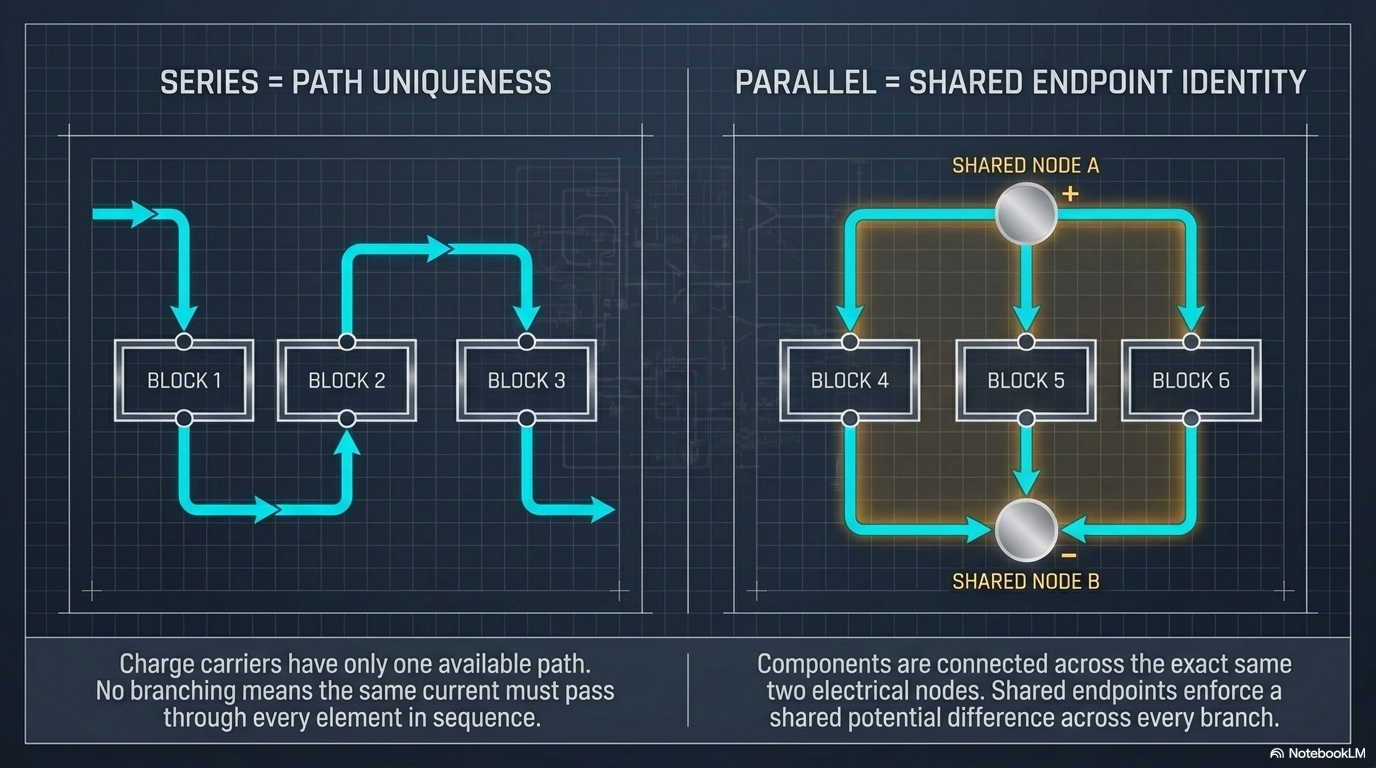 SERIES = PATH UNIQUENESS
BLOCK 1
BLOCK 2
BLOCK 3
Charge carriers have only one available path.
No branching means the same current must pass
through every element in sequence.
PARALLEL = SHARED ENDPOINT IDENTITY
SHARED NODE A
+
BLOCK 4
BLOCK 5
BLOCK 6
−
SHARED NODE B
Components are connected across the exact same
two electrical nodes. Shared endpoints enforce a
shared potential difference across every branch.
NotebookLM